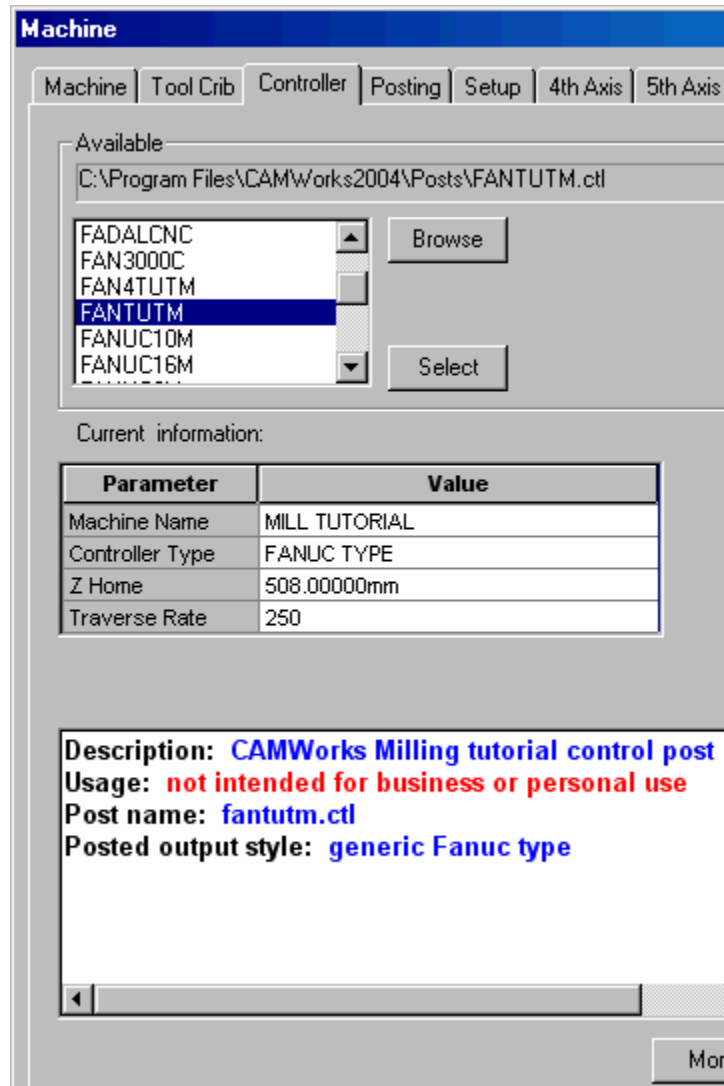 Machine
Machine Tool Crib Controller Posting Setup 4th Axis 5th Axis
Available
C:\Program Files\CAMWorks2004\Posts\FANTUTM.ctl
FADALCNC
FAN3000C
FAN4TUTM
FANTUTM
FANUC10M
FANUC16M
Browse
Select
Current information:
Parameter Value
Machine Name MILL TUTORIAL
Controller Type FANUC TYPE
Z Home 508.00000mm
Traverse Rate 250
Description: CAMWorks Milling tutorial control post
Usage: not intended for business or personal use
Post name: fantutm.ctl
Posted output style: generic Fanuc type